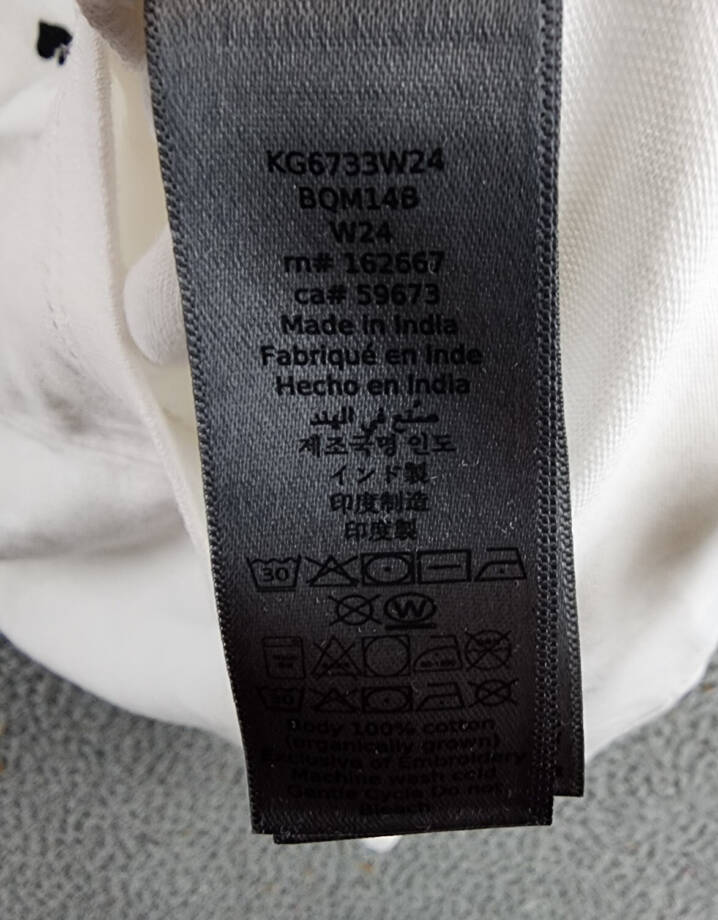 KG6733W24
BQM14B
W24
rn# 162667
ca# 59673
Made in India
Fabriqué en Inde
Hecho en India
صنع في الهند
제조국명 인도
インド製
印度制造
印度製
30
W
30
Body 100% cotton
(organically grown)
Exclusive of Embroidery
Machine wash cold
Gentle Cycle Do not
Bleach